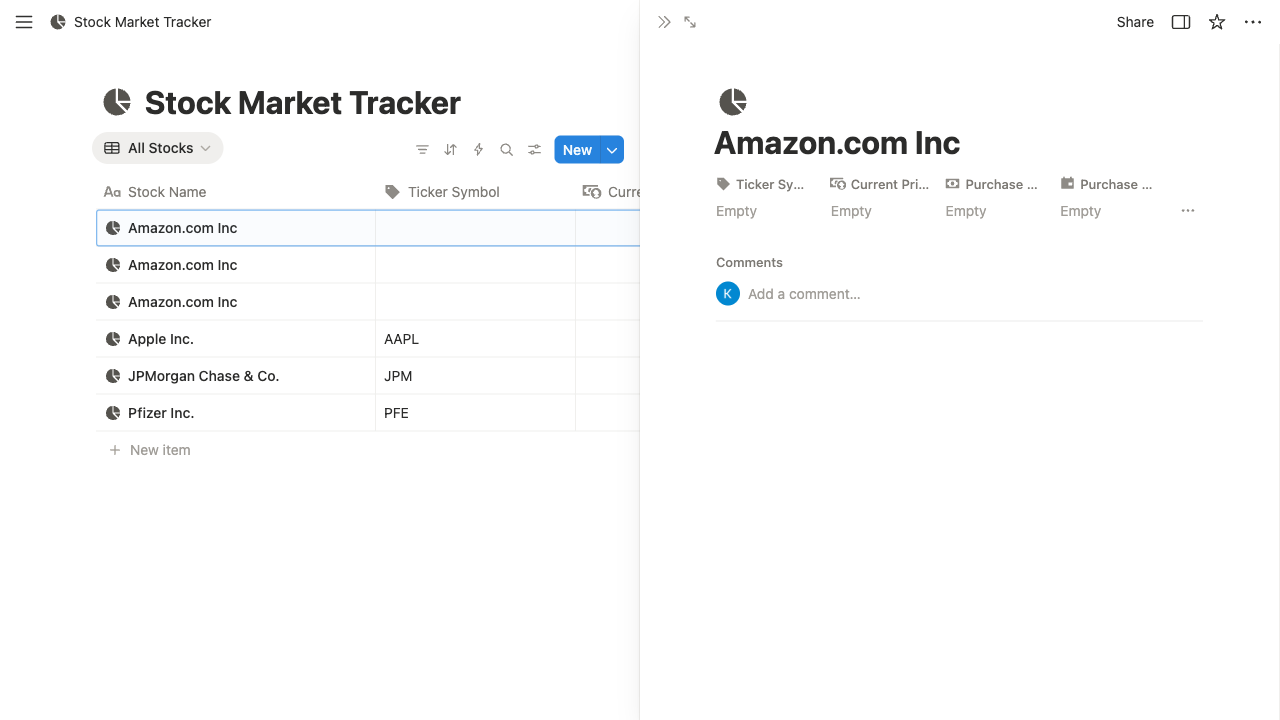 Stock Market Tracker
Share
Stock Market Tracker
All Stocks
New
Aa Stock Name
Ticker Symbol
Curre
Amazon.com Inc
Amazon.com Inc
Amazon.com Inc
Apple Inc.
AAPL
JPMorgan Chase & Co.
JPM
Pfizer Inc.
PFE
New item
Amazon.com Inc
Ticker Sy...
Current Pri...
Purchase ...
Purchase ...
Empty
Empty
Empty
Empty
Comments
K
Add a comment...